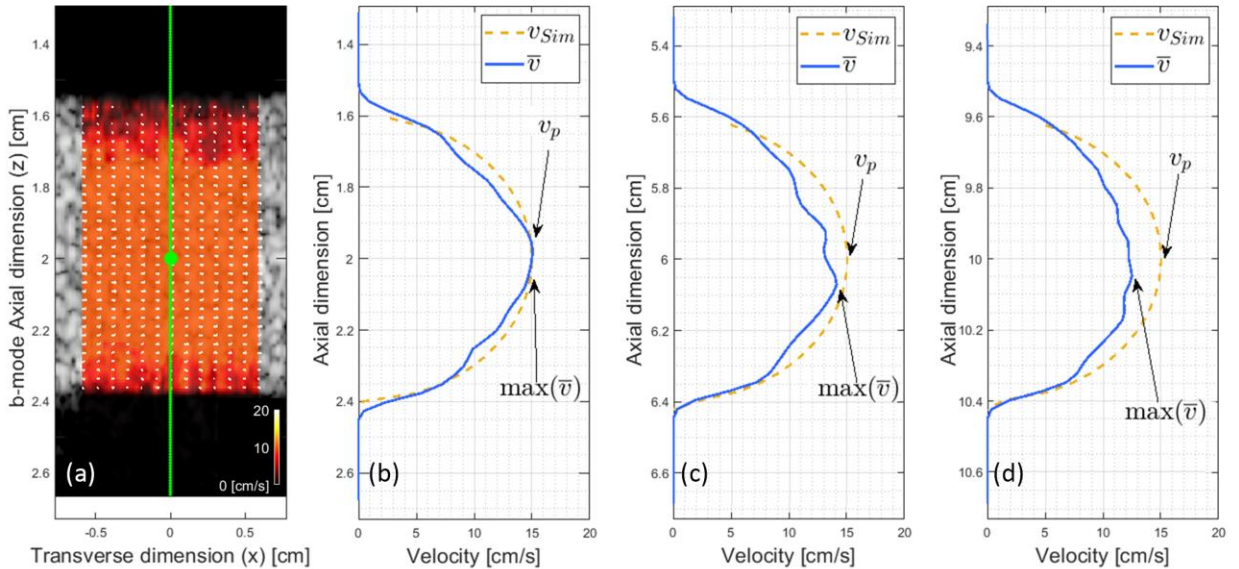 b-mode Axial dimension (z) [cm]
1.4
1.6
1.8
2
2.2
2.4
2.6
(a)
20
10
0 [cm/s]
-0.5
0
0.5
Transverse dimension (x) [cm]
Axial dimension [cm]
1.4
1.6
1.8
2
2.2
2.4
2.6
v_Sim
v̅
v_p
max(v̅)
(b)
0
5
10
15
20
Velocity [cm/s]
Axial dimension [cm]
5.4
5.6
5.8
6
6.2
6.4
6.6
v_Sim
v̅
v_p
max(v̅)
(c)
0
5
10
15
20
Velocity [cm/s]
Axial dimension [cm]
9.4
9.6
9.8
10
10.2
10.4
10.6
v_Sim
v̅
v_p
max(v̅)
(d)
0
5
10
15
20
Velocity [cm/s]